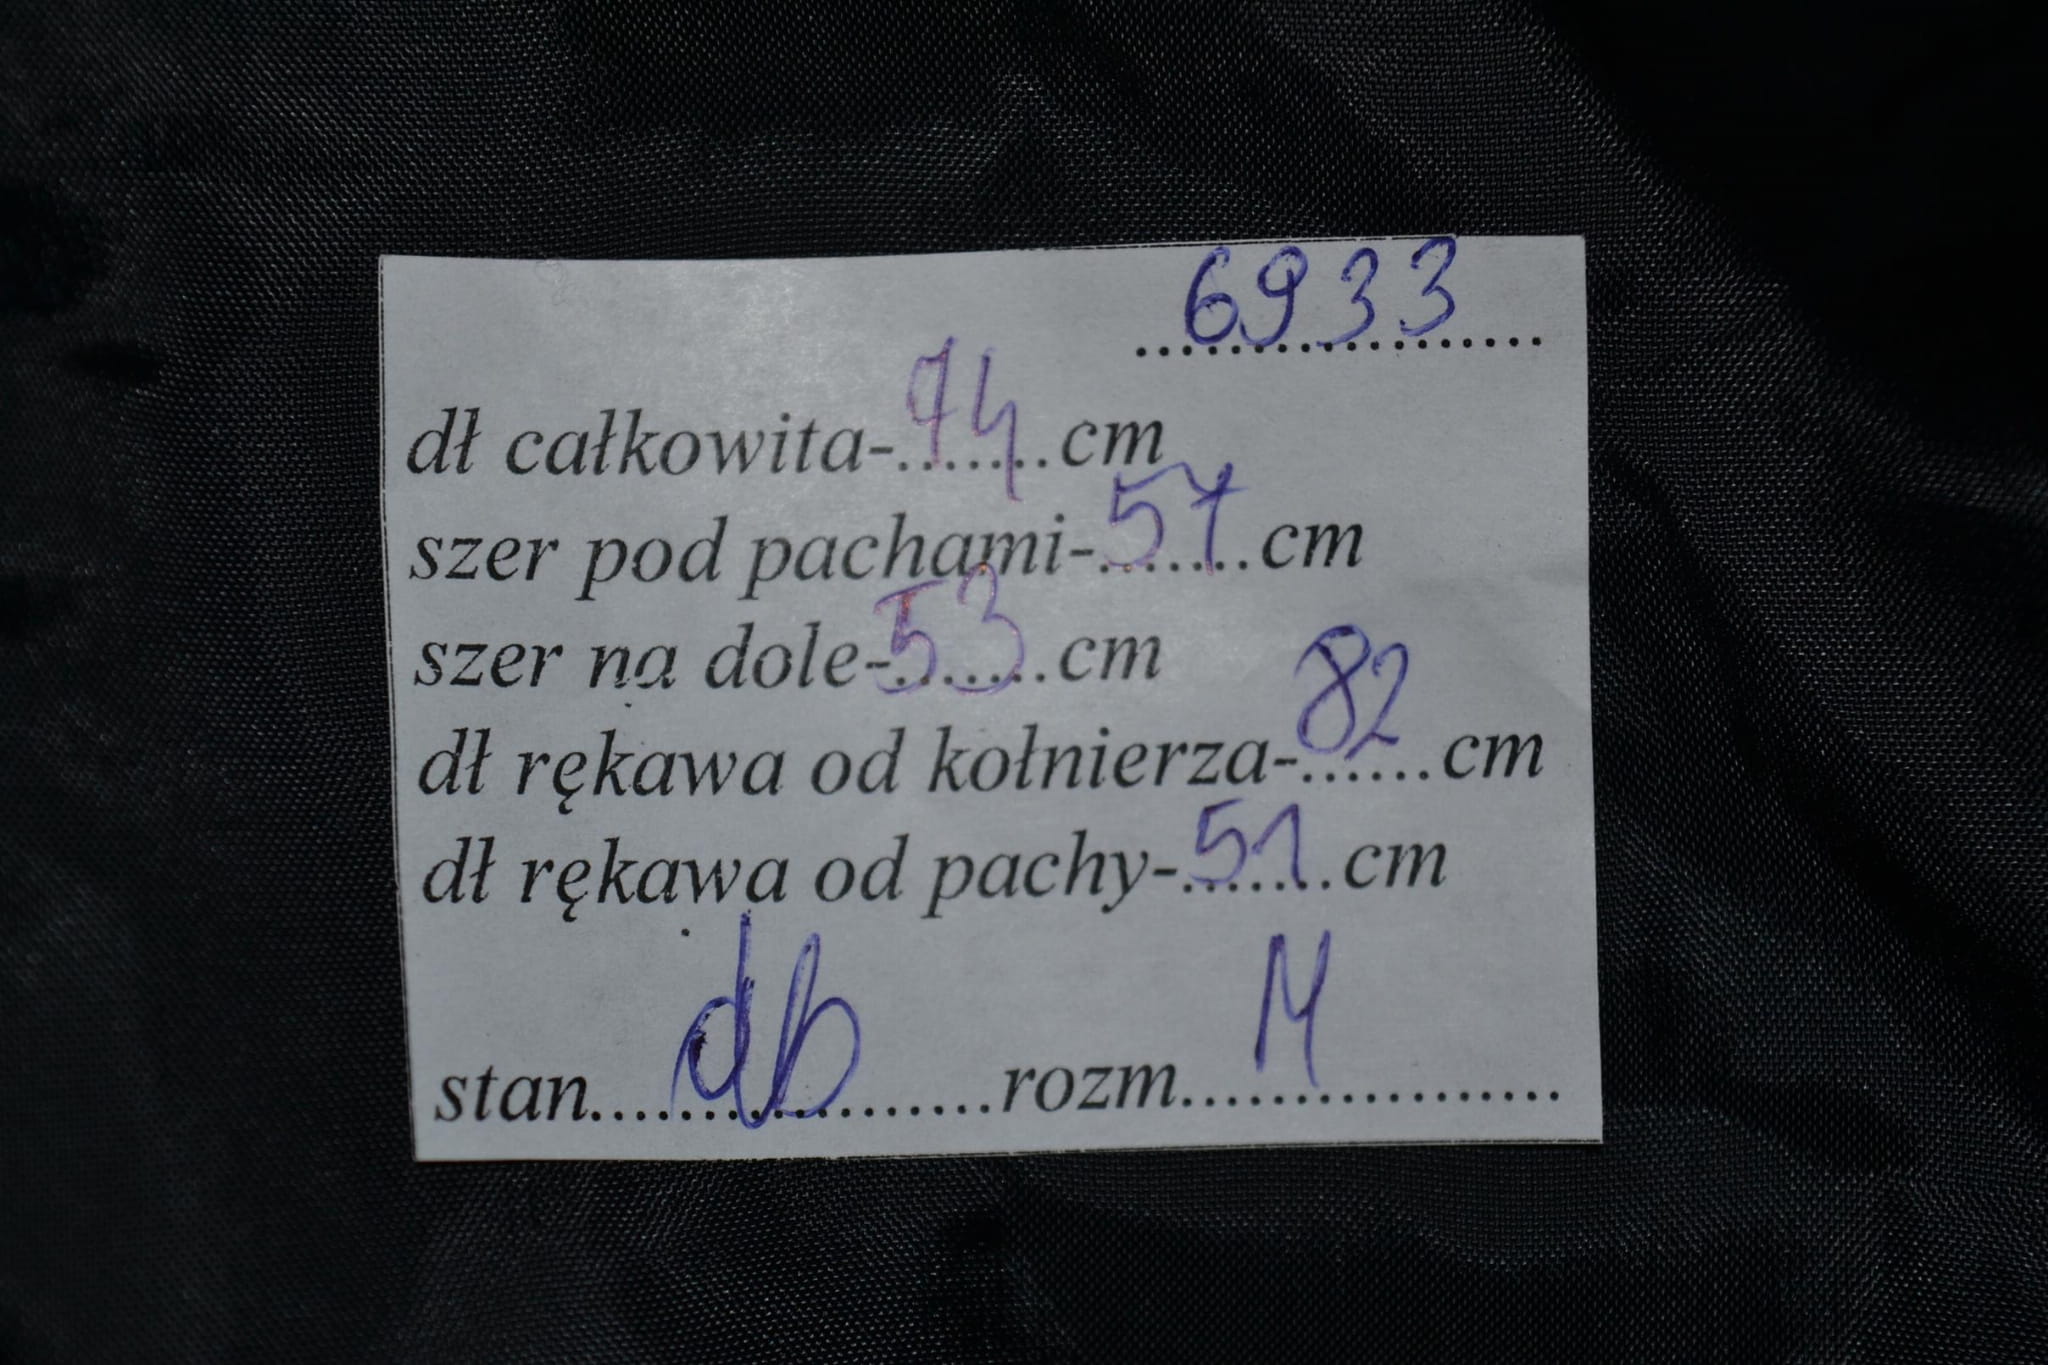 6933
dł całkowita-74cm
szer pod pachami-57cm
szer na dole-53cm
dł rękawa od kołnierza-82cm
dł rękawa od pachy-51cm
stan db rozm M